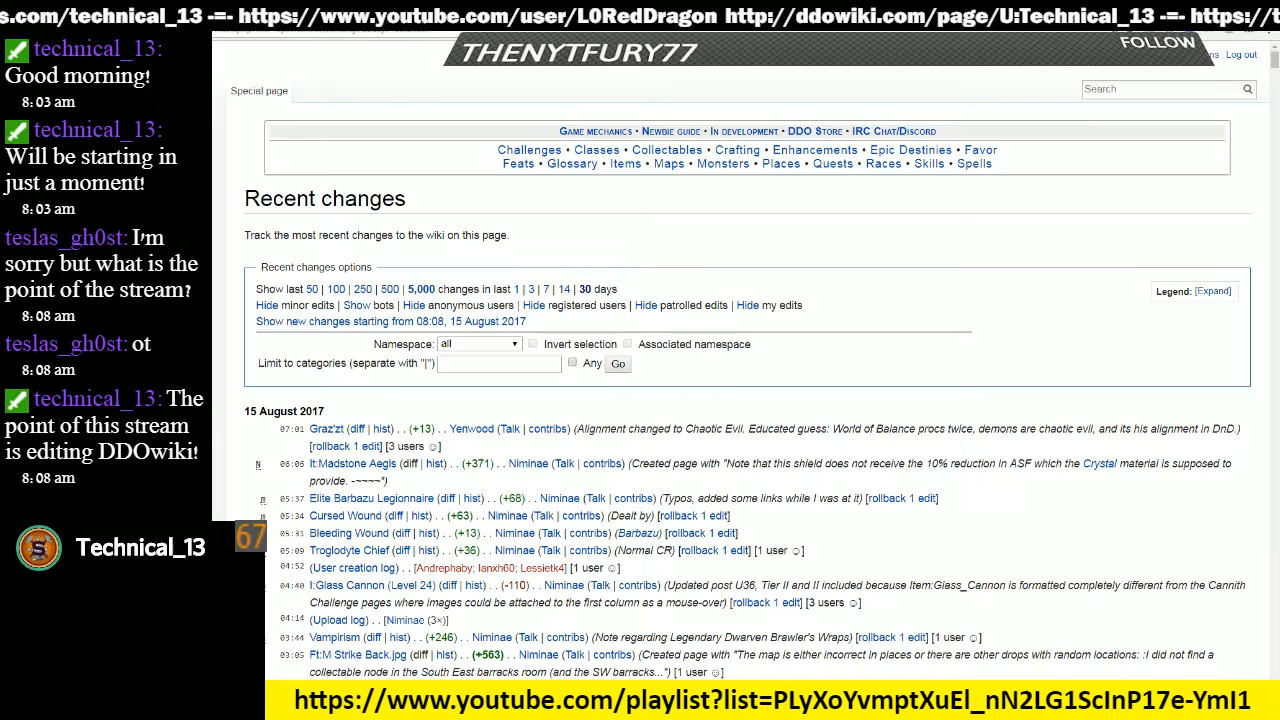 s.com/technical_13 -=- https://www.youtube.com/user/L0RedDragon http://ddowiki.com/page/U:Technical_13 -=- https://t
technical_13:
Good morning!
8:03 am
technical_13:
Will be starting in
just a moment!
8:03 am
teslas_gh0st: I'm
sorry but what is the
point of the stream?
8:08 am
teslas_gh0st: ot
8:08 am
technical_13: The
point of this stream
is editing DDOwiki!
8:08 am
Technical_13
67
THENYTFURY77
FOLLOW
ns Log out
Special page
Search
Game mechanics • Newbie guide • In development • DDO Store • IRC Chat/Discord
Challenges • Classes • Collectables • Crafting • Enhancements • Epic Destinies • Favor
Feats • Glossary • Items • Maps • Monsters • Places • Quests • Races • Skills • Spells
Recent changes
Track the most recent changes to the wiki on this page.
Recent changes options
Show last 50 | 100 | 250 | 500 | 5,000 changes in last 1 | 3 | 7 | 14 | 30 days
Hide minor edits | Show bots | Hide anonymous users | Hide registered users | Hide patrolled edits | Hide my edits
Show new changes starting from 08:08, 15 August 2017
Legend: [Expand]
Namespace: all Invert selection Associated namespace
Limit to categories (separate with "|") Any Go
15 August 2017
07:01 Graz'zt (diff | hist) . . (+13) . . Yenwood (Talk | contribs) (Alignment changed to Chaotic Evil. Educated guess: World of Balance procs twice, demons are chaotic evil, and its his alignment in DnD.)
[rollback 1 edit] [3 users ☺]
N 06:06 It:Madstone Aegis (diff | hist) . . (+371) . . Niminae (Talk | contribs) (Created page with "Note that this shield does not receive the 10% reduction in ASF which the Crystal material is supposed to
provide. -~~~~")
m 05:37 Elite Barbazu Legionnaire (diff | hist) . . (+68) . . Niminae (Talk | contribs) (Typos, added some links while I was at it) [rollback 1 edit]
m 05:34 Cursed Wound (diff | hist) . . (+63) . . Niminae (Talk | contribs) (Dealt by) [rollback 1 edit]
05:31 Bleeding Wound (diff | hist) . . (+13) . . Niminae (Talk | contribs) (Barbazu) [rollback 1 edit]
05:09 Troglodyte Chief (diff | hist) . . (+36) . . Niminae (Talk | contribs) (Normal CR) [rollback 1 edit] [1 user ☺]
04:52 (User creation log) . . [Andrephaby; Ianxh60; Lessietk4] [1 user ☺]
04:40 I:Glass Cannon (Level 24) (diff | hist) . . (-110) . . Niminae (Talk | contribs) (Updated post U36, Tier II and II included because Item:Glass_Cannon is formatted completely different from the Cannith
Challenge pages where images could be attached to the first column as a mouse-over) [rollback 1 edit] [3 users ☺]
04:14 (Upload log) . . [Niminae (3×)]
03:44 Vampirism (diff | hist) . . (+246) . . Niminae (Talk | contribs) (Note regarding Legendary Dwarven Brawler's Wraps) [rollback 1 edit] [1 user ☺]
03:05 Ft:M Strike Back.jpg (diff | hist) . . (+563) . . Niminae (Talk | contribs) (Created page with "The map is either incorrect in places or there are other drops with random locations: :I did not find a
collectable node in the South East barracks room (and the SW barracks...") [1 user ☺]
https://www.youtube.com/playlist?list=PLyXoYvmptXuEl_nN2LG1ScInP17e-YmI1